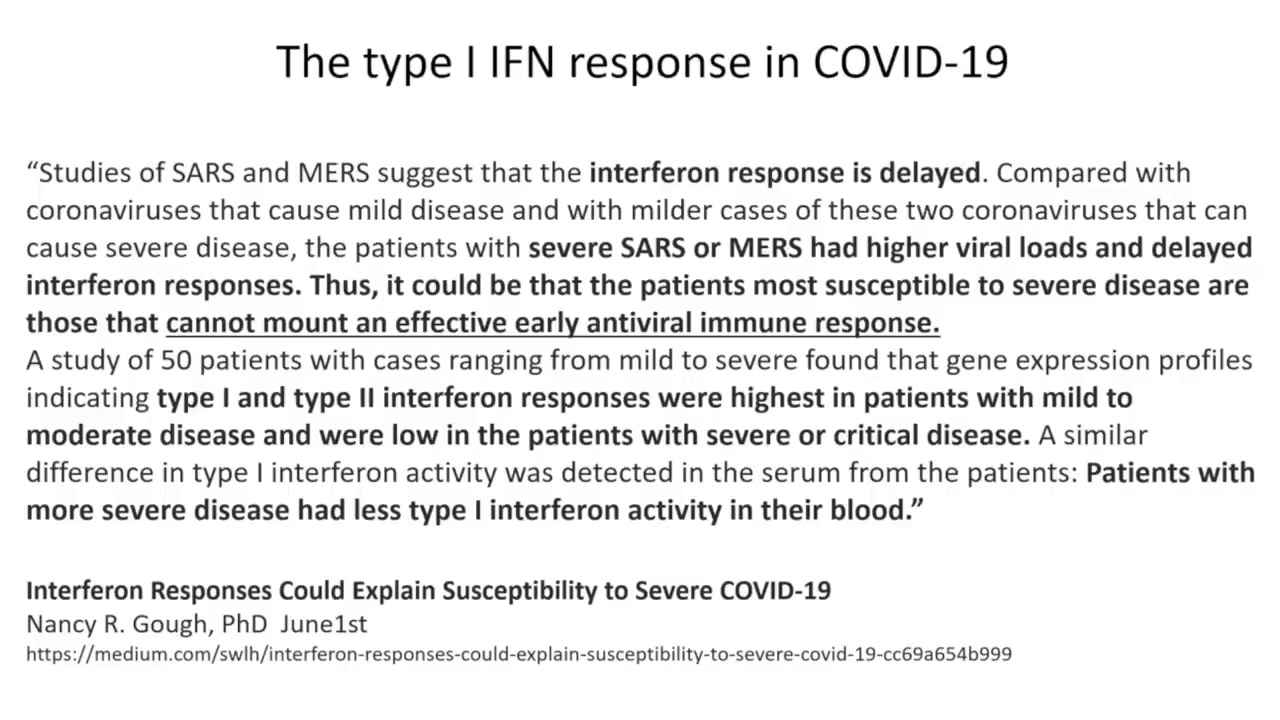 The type I IFN response in COVID-19
“Studies of SARS and MERS suggest that the interferon response is delayed. Compared with
coronaviruses that cause mild disease and with milder cases of these two coronaviruses that can
cause severe disease, the patients with severe SARS or MERS had higher viral loads and delayed
interferon responses. Thus, it could be that the patients most susceptible to severe disease are
those that cannot mount an effective early antiviral immune response.
A study of 50 patients with cases ranging from mild to severe found that gene expression profiles
indicating type I and type II interferon responses were highest in patients with mild to
moderate disease and were low in the patients with severe or critical disease. A similar
difference in type I interferon activity was detected in the serum from the patients: Patients with
more severe disease had less type I interferon activity in their blood.”
Interferon Responses Could Explain Susceptibility to Severe COVID-19
Nancy R. Gough, PhD  June1st
https://medium.com/swlh/interferon-responses-could-explain-susceptibility-to-severe-covid-19-cc69a654b999